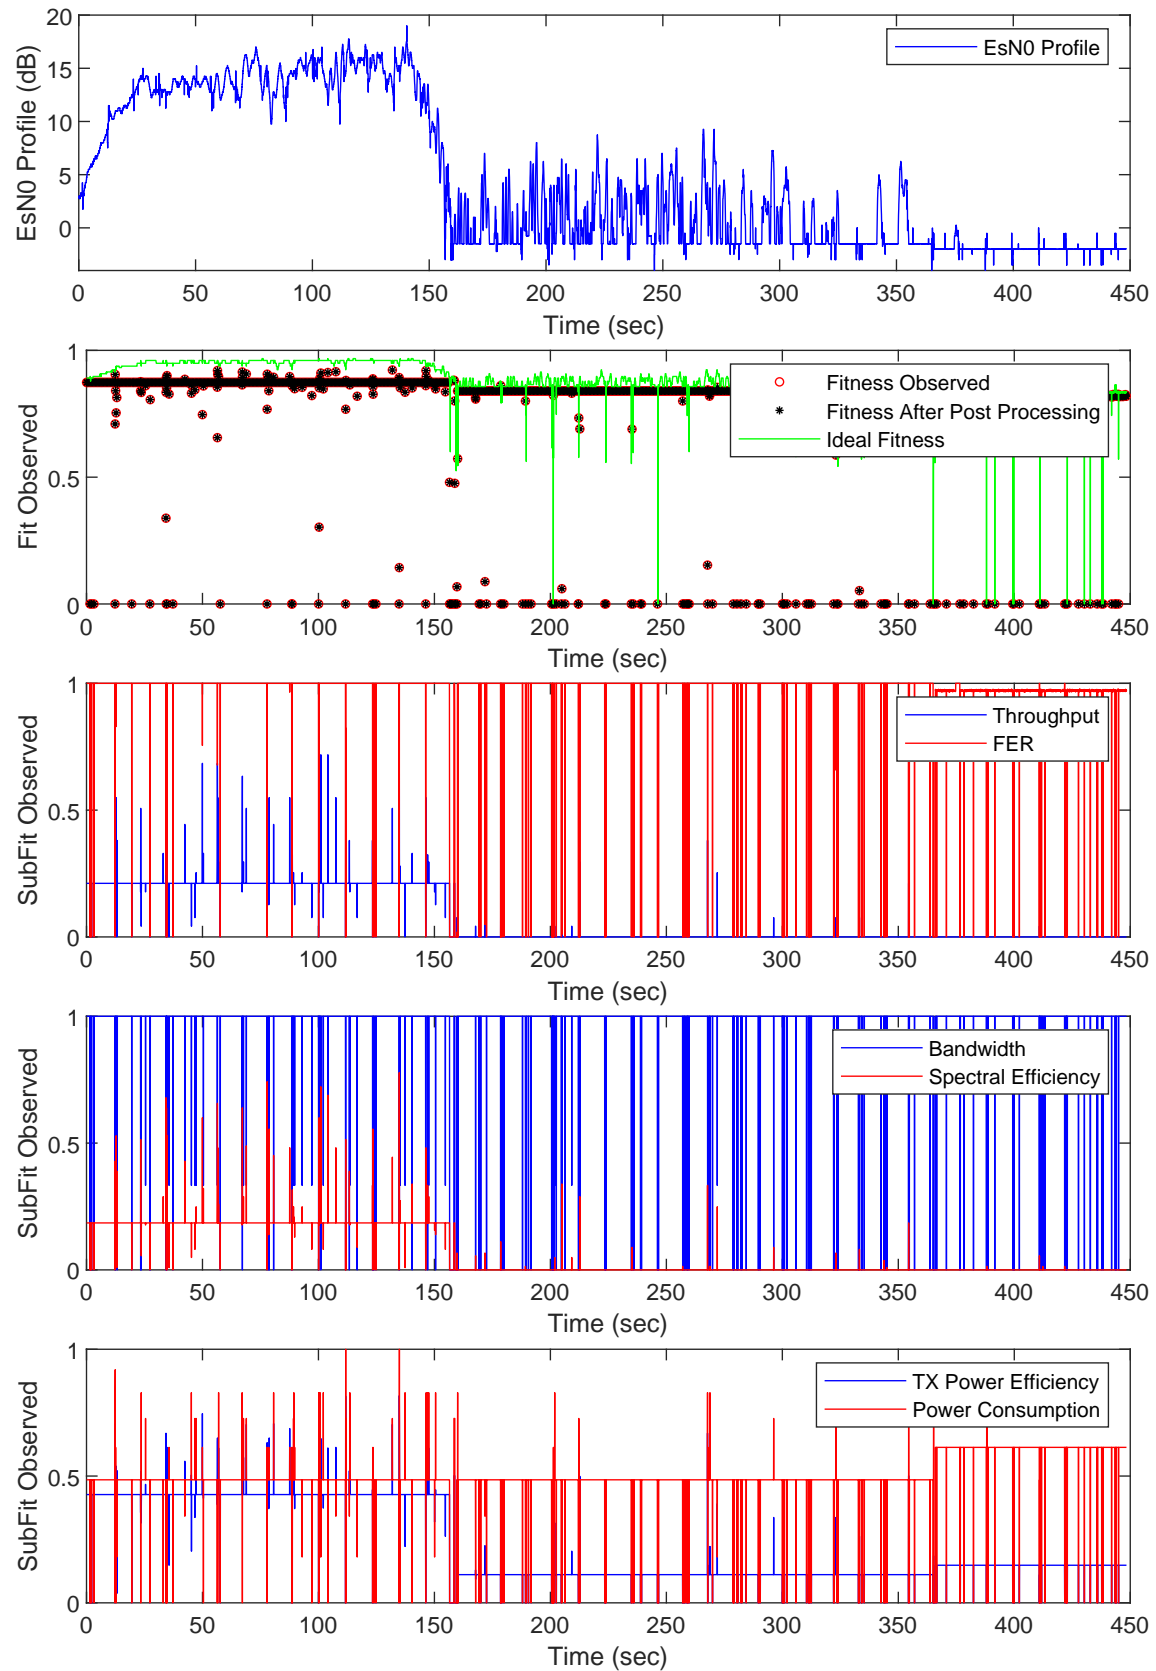 20
15
10
5
0
EsN0 Profile (dB)
EsN0 Profile
0 50 100 150 200 250 300 350 400 450
Time (sec)
1
0.5
0
Fit Observed
Fitness Observed
Fitness After Post Processing
Ideal Fitness
0 50 100 150 200 250 300 350 400 450
Time (sec)
1
0.5
0
SubFit Observed
Throughput
FER
0 50 100 150 200 250 300 350 400 450
Time (sec)
1
0.5
0
SubFit Observed
Bandwidth
Spectral Efficiency
0 50 100 150 200 250 300 350 400 450
Time (sec)
1
0.5
0
SubFit Observed
TX Power Efficiency
Power Consumption
0 50 100 150 200 250 300 350 400 450
Time (sec)